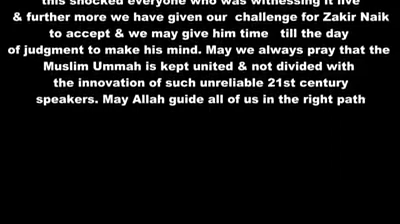 this shocked everyone who was witnessing it live
& further more we have given our challenge for Zakir Naik
to accept & we may give him time till the day
of judgment to make his mind. May we always pray that the
Muslim Ummah is kept united & not divided with
the innovation of such unreliable 21st century
speakers. May Allah guide all of us in the right path